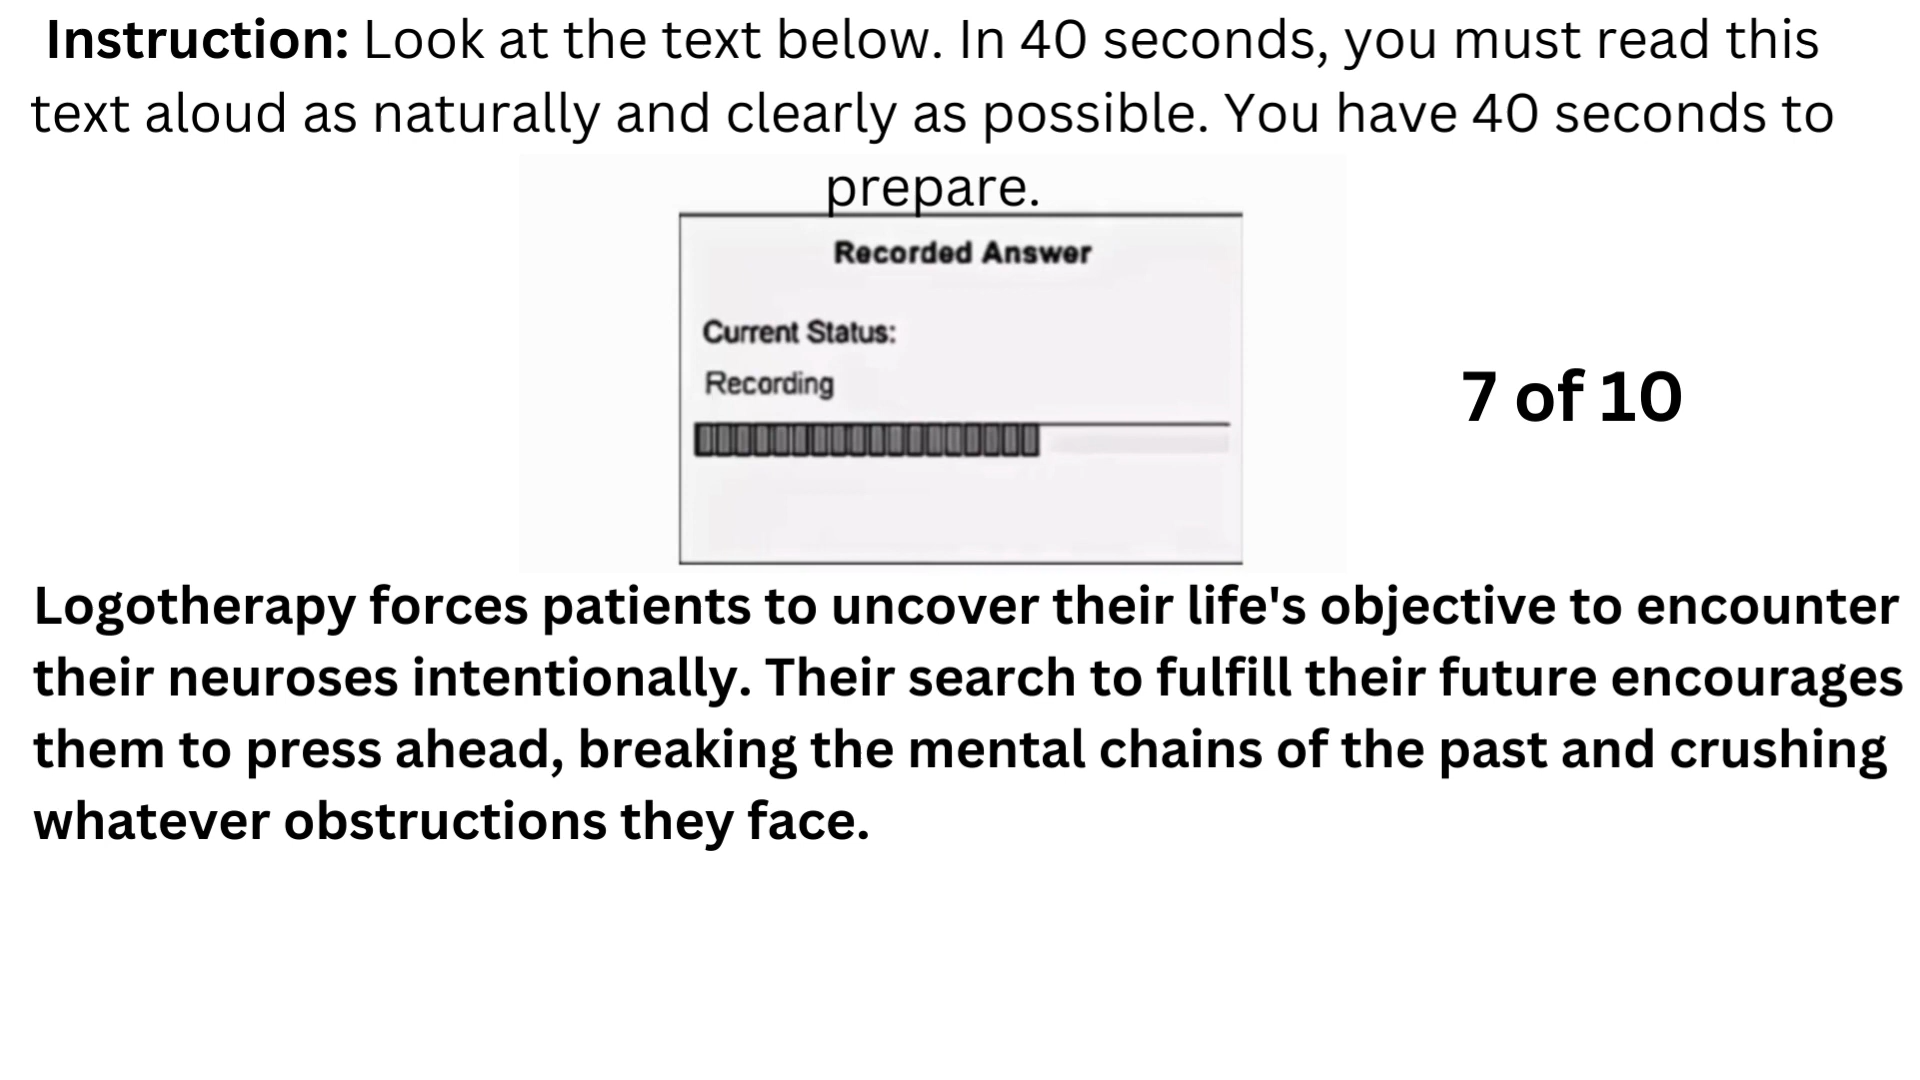 Instruction: Look at the text below. In 40 seconds, you must read this
text aloud as naturally and clearly as possible. You have 40 seconds to
prepare.
Recorded Answer
Current Status:
Recording
7 of 10
Logotherapy forces patients to uncover their life's objective to encounter
their neuroses intentionally. Their search to fulfill their future encourages
them to press ahead, breaking the mental chains of the past and crushing
whatever obstructions they face.